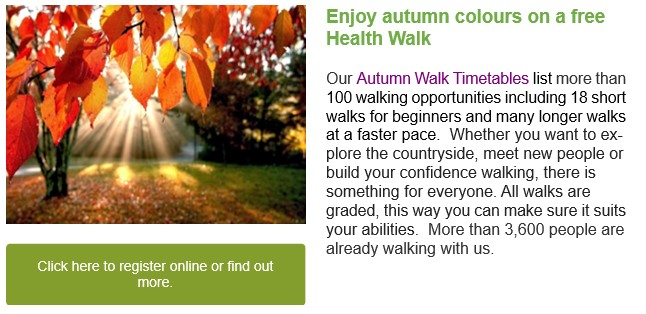 Enjoy autumn colours on a free
Health Walk
Our Autumn Walk Timetables list more than
100 walking opportunities including 18 short
walks for beginners and many longer walks
at a faster pace.  Whether you want to ex-
plore the countryside, meet new people or
build your confidence walking, there is
something for everyone. All walks are
graded, this way you can make sure it suits
your abilities.  More than 3,600 people are
already walking with us.
Click here to register online or find out
more.